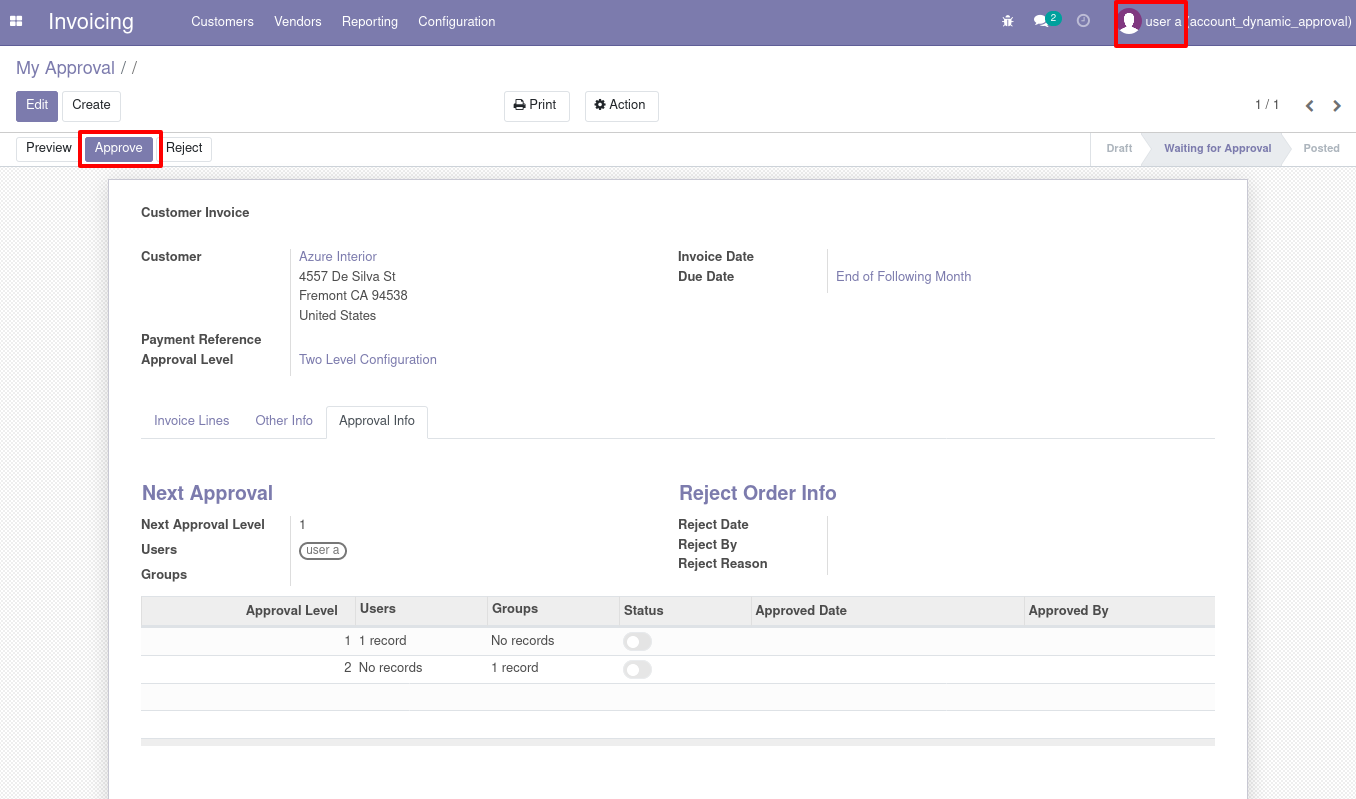 Invoicing Customers Vendors Reporting Configuration 2 user a (account_dynamic_approval)
My Approval / /
Edit Create Print Action 1 / 1
Preview Approve Reject Draft Waiting for Approval Posted
Customer Invoice
Customer Azure Interior Invoice Date
4557 De Silva St Due Date End of Following Month
Fremont CA 94538
United States
Payment Reference
Approval Level Two Level Configuration
Invoice Lines Other Info Approval Info
Next Approval Reject Order Info
Next Approval Level 1 Reject Date
Users user a Reject By
Groups Reject Reason
Approval Level Users Groups Status Approved Date Approved By
1 1 record No records
2 No records 1 record